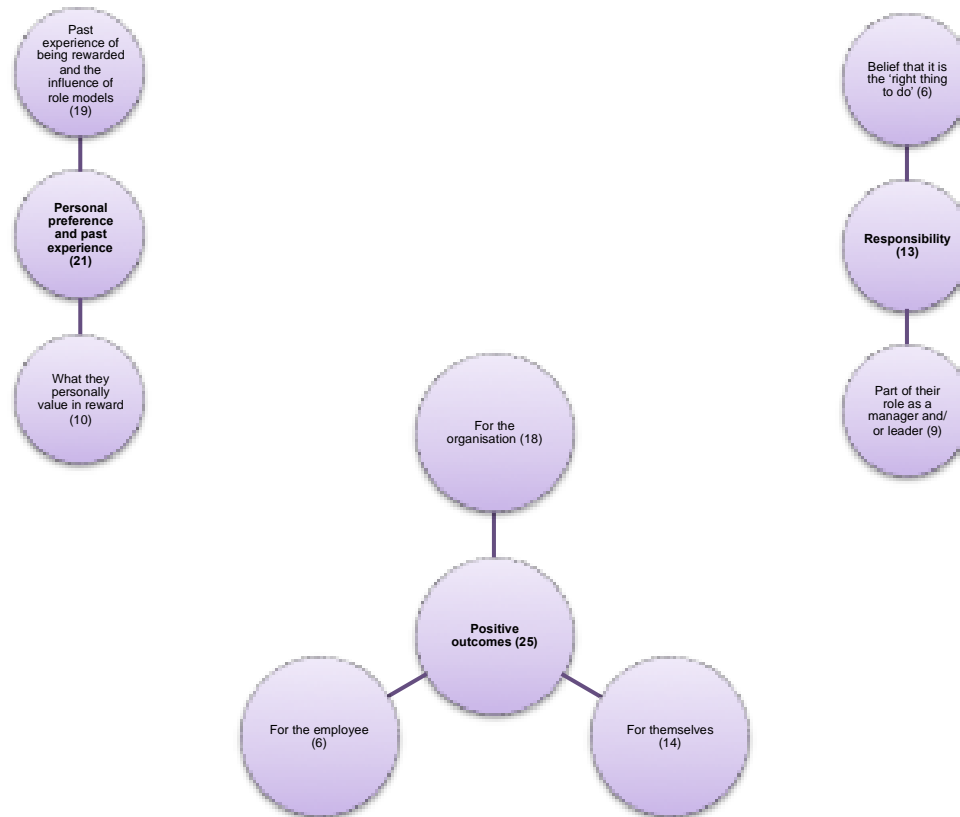 Past
experience of
being rewarded
and the
influence of
role models
(19)
Personal
preference
and past
experience
(21)
What they
personally
value in reward
(10)
Belief that it is
the ‘right thing
to do’ (6)
Responsibility
(13)
Part of their
role as a
manager and/
or leader (9)
For the
organisation (18)
Positive
outcomes (25)
For the employee
(6)
For themselves
(14)